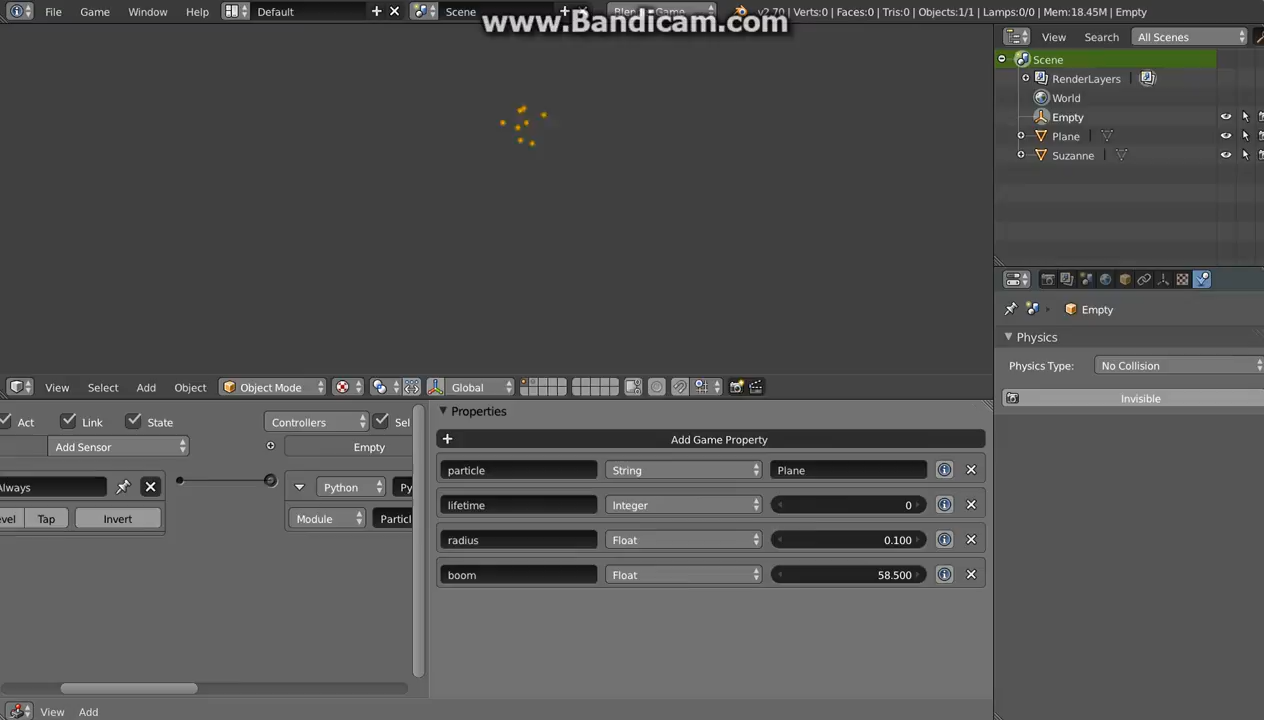 File Game Window Help Default Scene Blender Game v2.70 | Verts:0 | Faces:0 | Tris:0 | Objects:1/1 | Lamps:0/0 | Mem:18.45M | Empty
www.Bandicam.com
View Search All Scenes
Scene
RenderLayers
World
Empty
Plane
Suzanne
Empty
Physics
Physics Type: No Collision
Invisible
View Select Add Object Object Mode Global
Act Link State Controllers Sel
Add Sensor Empty
Always Python Py
evel Tap Invert Module Particl
Properties
Add Game Property
particle String Plane
lifetime Integer 0
radius Float 0.100
boom Float 58.500
View Add